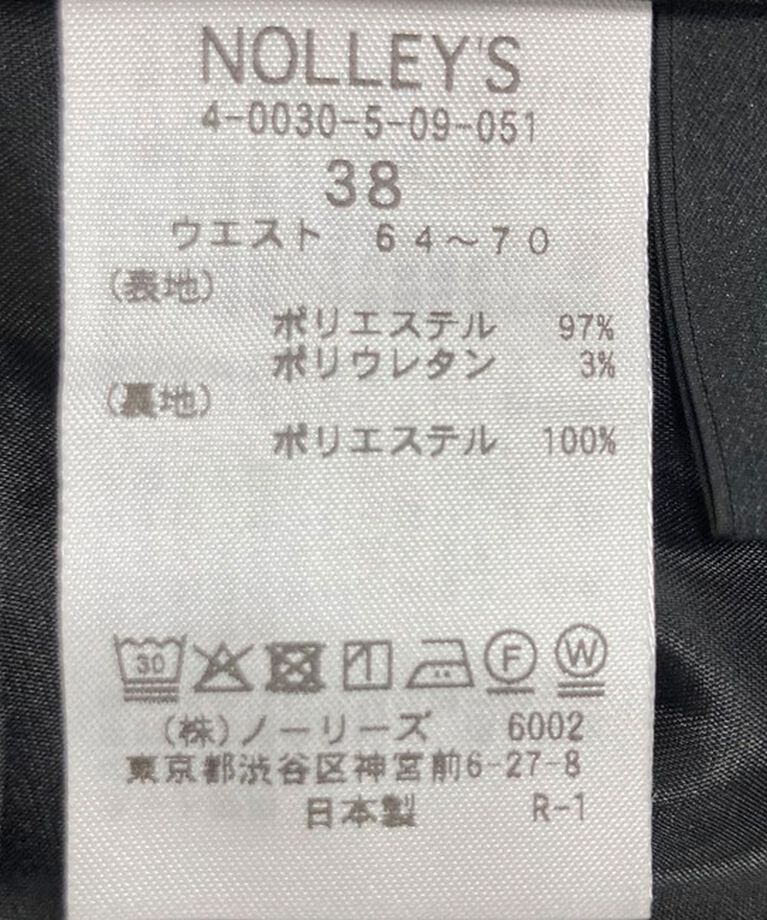 NOLLEY'S
4-0030-5-09-051
38
ウエスト 64~70
(表地)
ポリエステル 97%
ポリウレタン 3%
(裏地)
ポリエステル 100%
30 F W
(株)ノーリーズ 6002
東京都渋谷区神宮前6-27-8
日本製 R-1